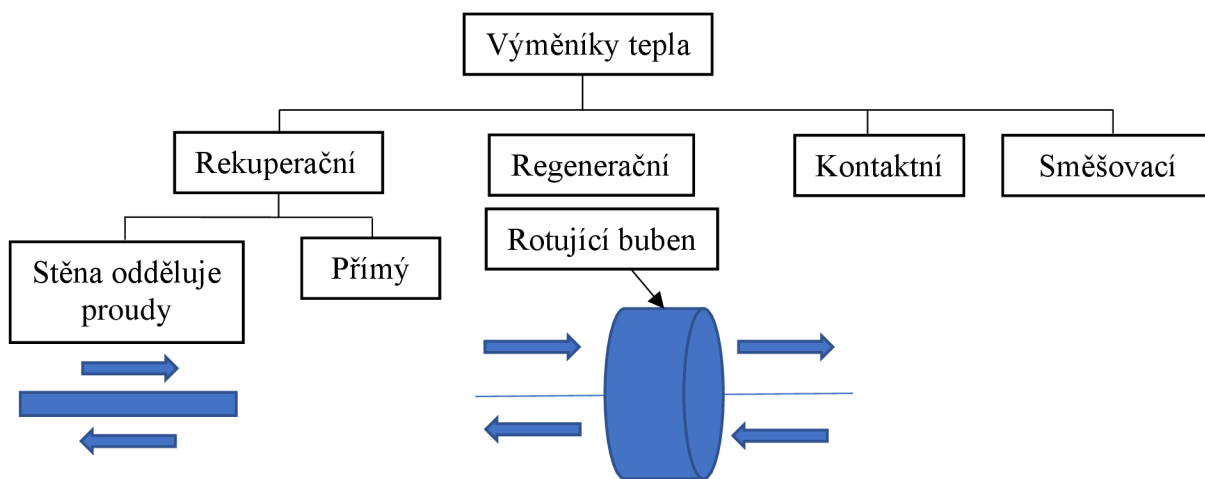 Výměníky tepla
Rekuperační
Regenerační
Kontaktní
Směšovací
Stěna odděluje
proudy
Přímý
Rotující buben